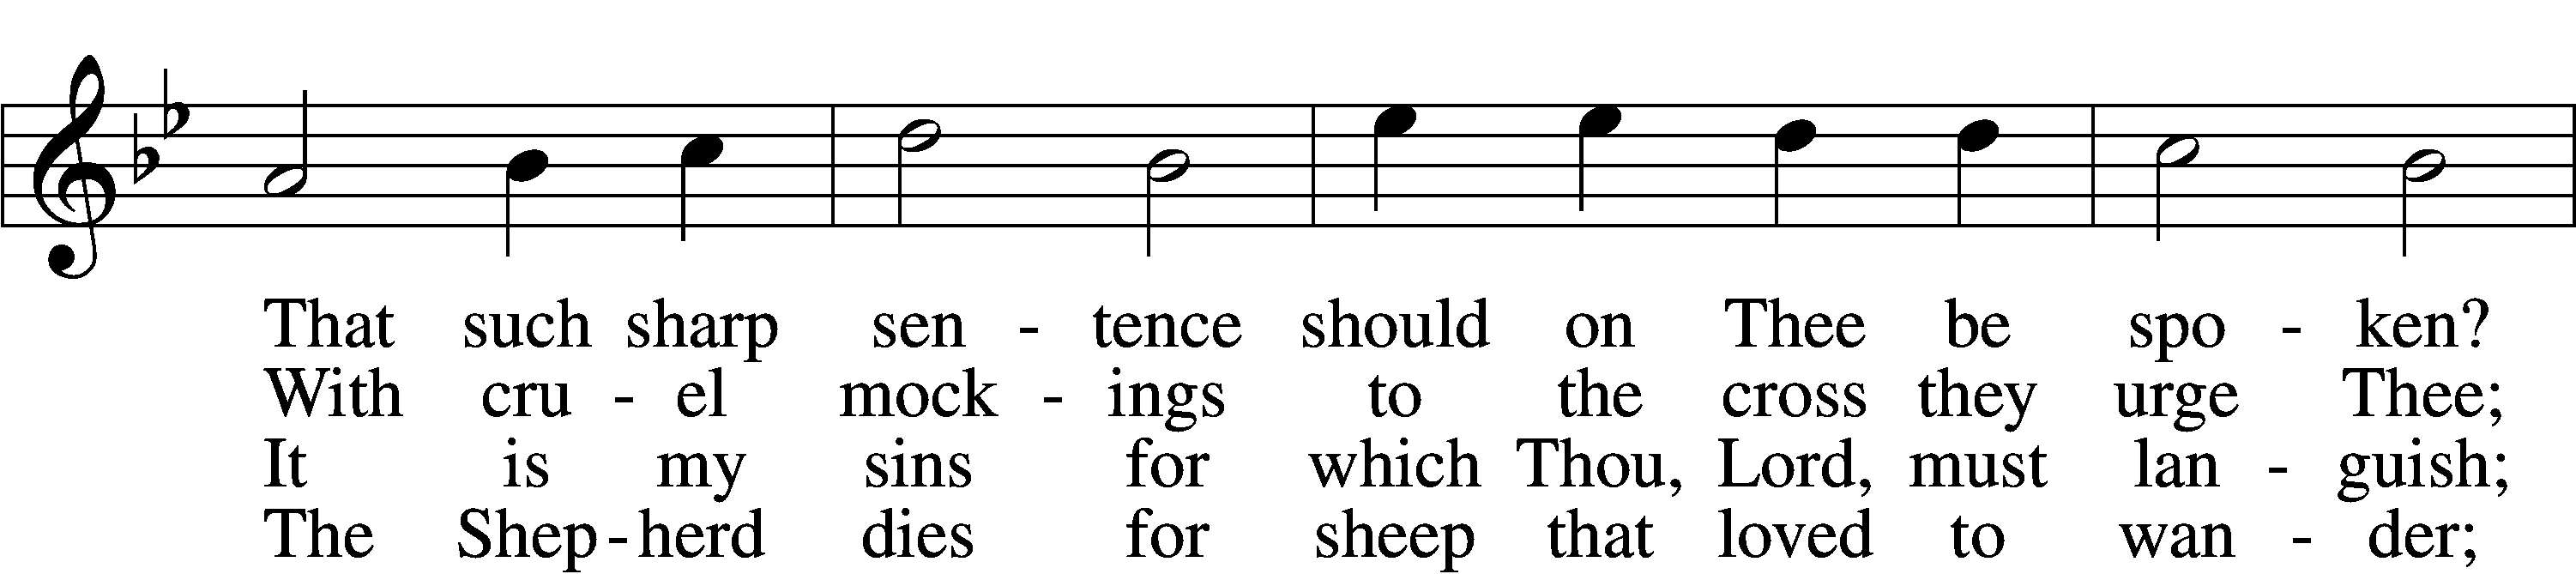 That such sharp sen - tence should on Thee be spo - ken?
With cru - el mock - ings to the cross they urge Thee;
It is my sins for which Thou, Lord, must lan - guish;
The Shep - herd dies for sheep that loved to wan - der;